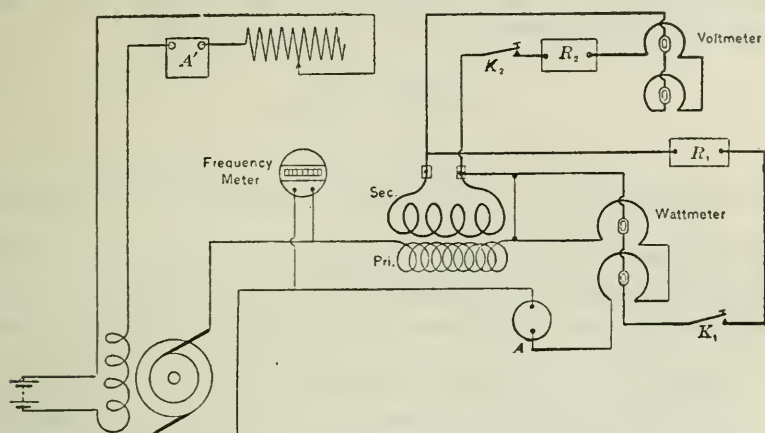 Voltmeter
K₂
R₂
A'
R₁
Frequency
Meter
Sec.
Wattmeter
Pri.
A
K₁